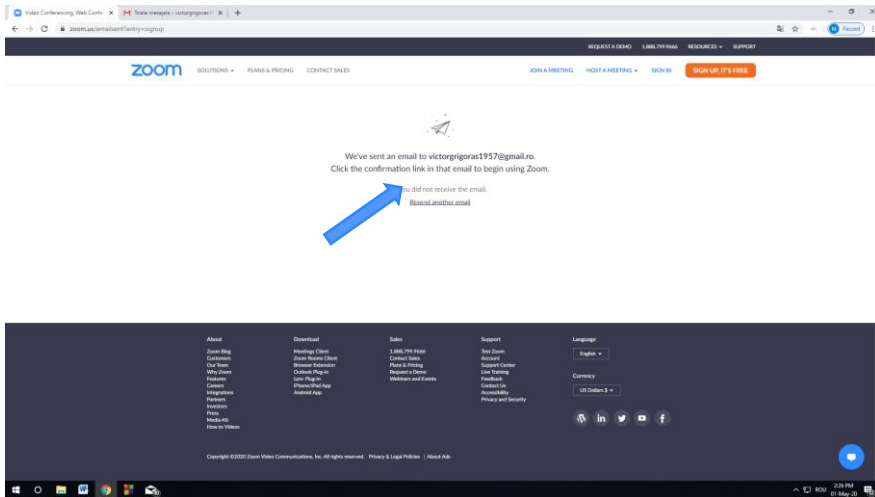 Video Conferencing, Web Confe
Toate mesajele - victorgrigoras1
zoom.us/emailsent?entry=signup
Paused
REQUEST A DEMO 1.888.799.9666 RESOURCES SUPPORT
zoom SOLUTIONS PLANS & PRICING CONTACT SALES JOIN A MEETING HOST A MEETING SIGN IN SIGN UP, IT'S FREE
We've sent an email to victorgrigoras1957@gmail.ro.
Click the confirmation link in that email to begin using Zoom.
ou did not receive the email,
Resend another email
About
Zoom Blog
Customers
Our Team
Why Zoom
Features
Careers
Integrations
Partners
Investors
Press
Media Kit
How to Videos
Download
Meetings Client
Zoom Rooms Client
Browser Extension
Outlook Plug-in
Lync Plug-in
iPhone/iPad App
Android App
Sales
1.888.799.9666
Contact Sales
Plans & Pricing
Request a Demo
Webinars and Events
Support
Test Zoom
Account
Support Center
Live Training
Feedback
Contact Us
Accessibility
Privacy and Security
Language
English
Currency
US Dollars $
Copyright ©2020 Zoom Video Communications, Inc. All rights reserved. Privacy & Legal Policies | About Ads
ROU
2:26 PM
01-May-20